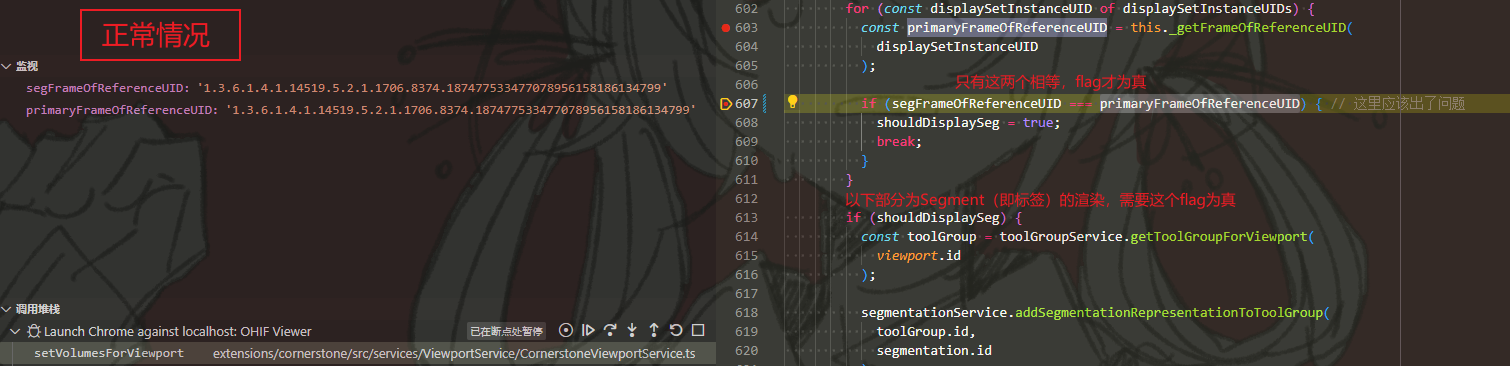 正常情况
监视
segFrameOfReferenceUID: '1.3.6.1.4.1.14519.5.2.1.1706.8374.187477533477078956158186134799'
primaryFrameOfReferenceUID: '1.3.6.1.4.1.14519.5.2.1.1706.8374.187477533477078956158186134799'
调用堆栈
Launch Chrome against localhost: OHIF Viewer 已在断点处暂停
setVolumesForViewport extensions/cornerstone/src/services/ViewportService/CornerstoneViewportService.ts
602 for (const displaySetInstanceUID of displaySetInstanceUIDs) {
603 const primaryFrameOfReferenceUID = this._getFrameOfReferenceUID(
604 displaySetInstanceUID
605 );
606 只有这两个相等，flag才为真
607 if (segFrameOfReferenceUID === primaryFrameOfReferenceUID) { // 这里应该出了问题
608 shouldDisplaySeg = true;
609 break;
610 }
611 }
612 以下部分为Segment（即标签）的渲染，需要这个flag为真
613 if (shouldDisplaySeg) {
614 const toolGroup = toolGroupService.getToolGroupForViewport(
615 viewport.id
616 );
617
618 segmentationService.addSegmentationRepresentationToToolGroup(
619 toolGroup.id,
620 segmentation.id